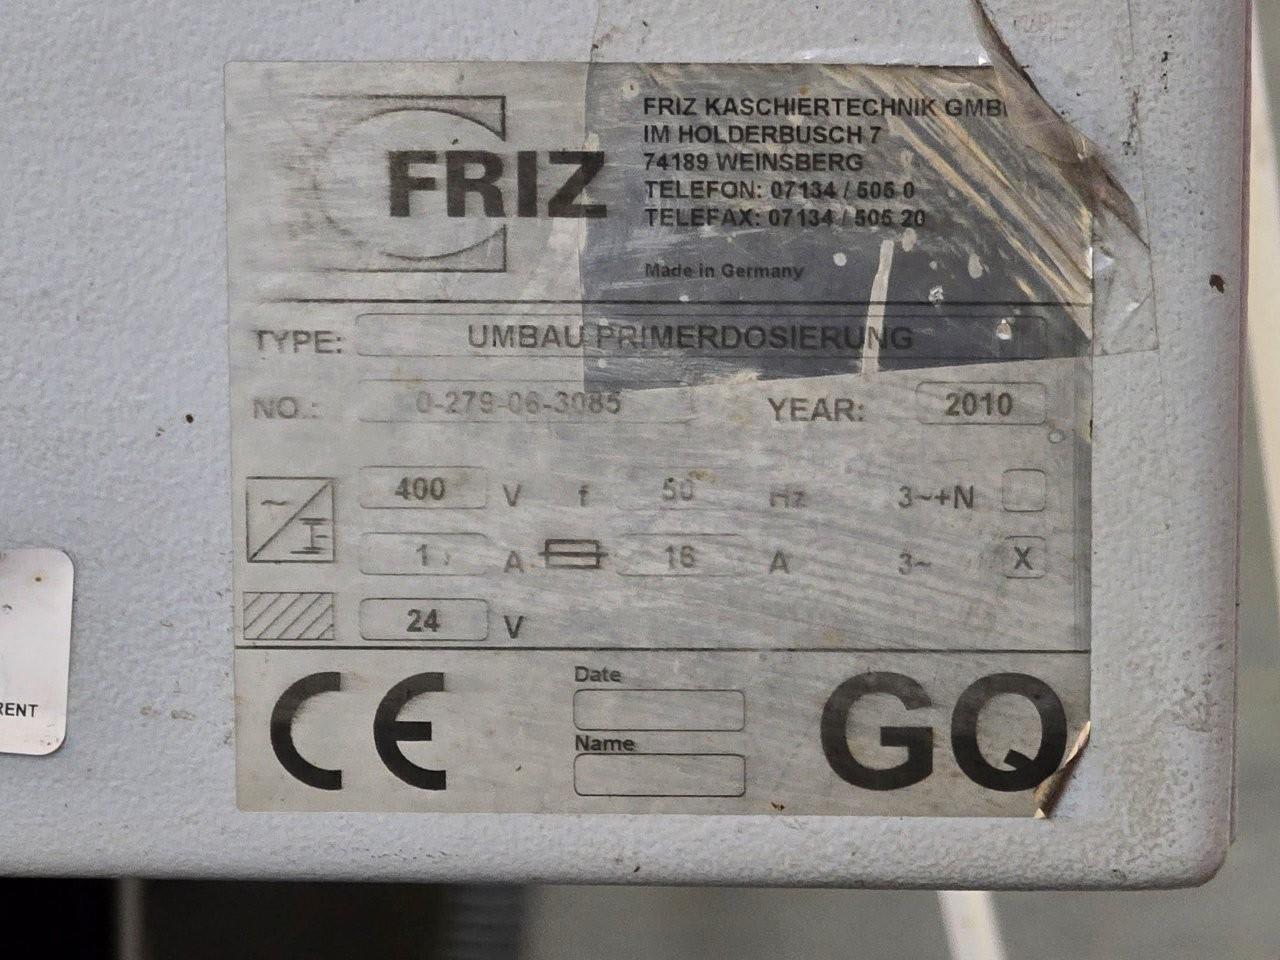 FRIZ
FRIZ KASCHIERTECHNIK GMB
IM HOLDERBUSCH 7
74189 WEINSBERG
TELEFON: 07134 / 505 0
TELEFAX: 07134 / 505 20
Made in Germany
TYPE: UMBAU PRIMERDOSIERUNG
NO.: 0-279-06-3085 YEAR: 2010
400 V f 50 Hz 3~+N
1 A 16 A 3~ X
24 V
CE Date GQ
Name
RENT